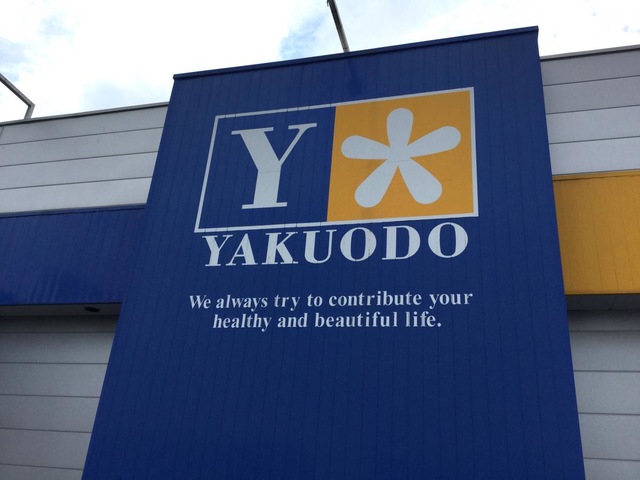 Y
YAKUODO
We always try to contribute your
healthy and beautiful life.